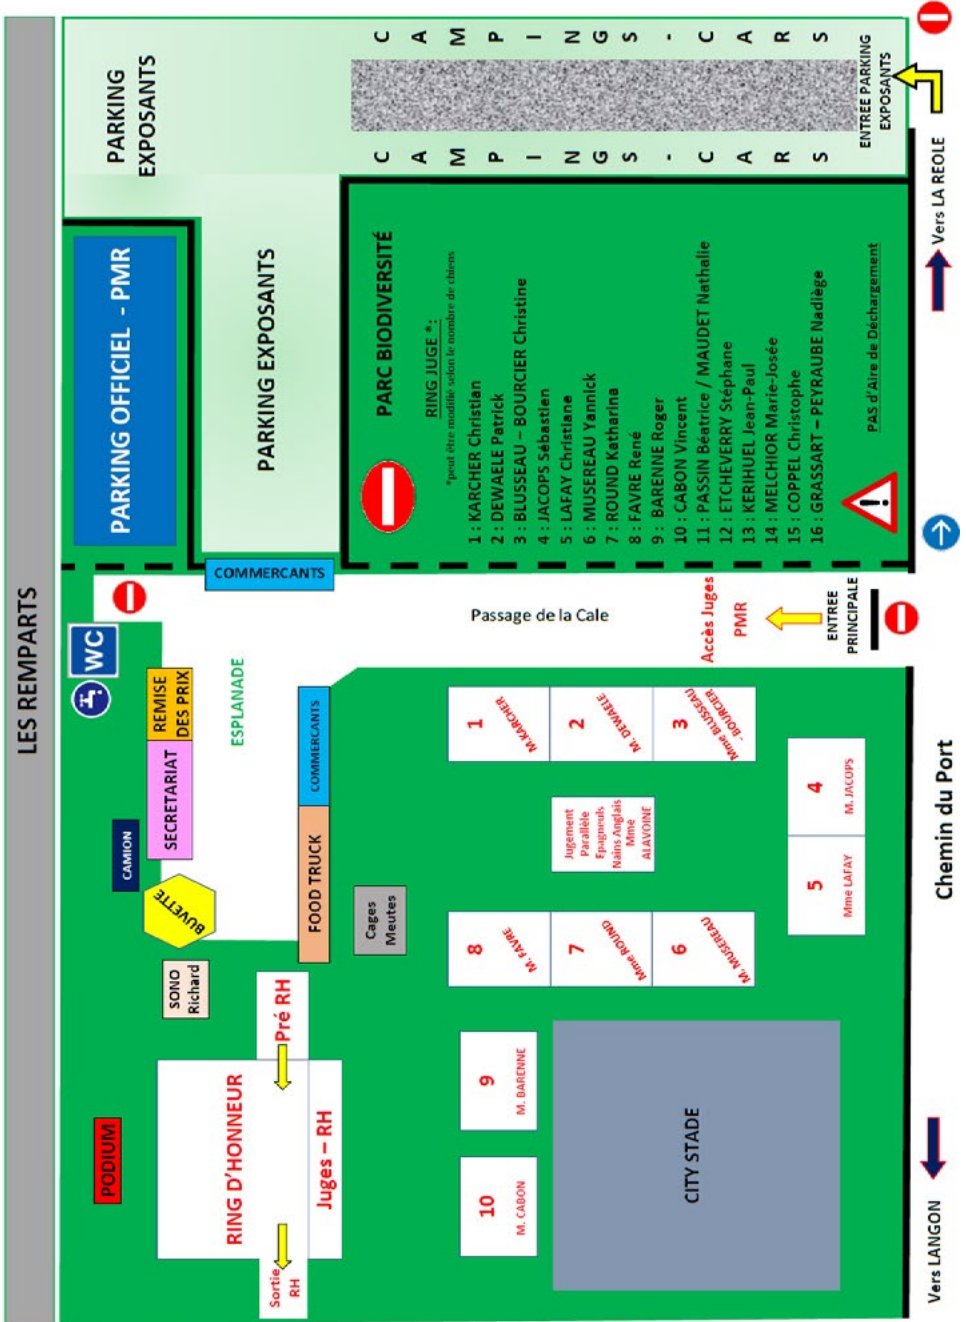 LES REMPARTS
PARKING
EXPOSANTS
PARKING OFFICIEL - PMR
PARKING EXPOSANTS
CAMPINGS-CARS
CAMPINGS-CARS
ENTREE PARKING
EXPOSANTS
WC
REMISE
DES PRIX
SECRETARIAT
CAMION
BUVETTE
SONO
Richard
PODIUM
ESPLANADE
COMMERCANTS
COMMERCANTS
FOOD TRUCK
Cages
Meutes
Pré RH
RING D'HONNEUR
Juges – RH
Sortie
RH
PARC BIODIVERSITÉ
RING JUGE *:
*peut être modifié selon le nombre de chiens
1 : KARCHER Christian
2 : DEWAELE Patrick
3 : BLUSSEAU – BOURCIER Christine
4 : JACOPS Sébastien
5 : LAFAY Christiane
6 : MUSEREAU Yannick
7 : ROUND Katharina
8 : FAVRE René
9 : BARENNE Roger
10 : CABON Vincent
11 : PASSIN Béatrice / MAUDET Nathalie
12 : ETCHEVERRY Stéphane
13 : KERIHUEL Jean-Paul
14 : MELCHIOR Marie-Josée
15 : COPPEL Christophe
16 : GRASSART – PEYRAUBE Nadiège
PAS d'Aire de Déchargement
!
Passage de la Cale
Accès Juges
PMR
ENTREE
PRINCIPALE
10
M. CABON
9
M. BARENNE
8
M. FAVRE
7
Mme ROUND
6
M. MUSEREAU
Jugement
Parallèle
Epagneuls
Nains Anglais
Mme
ALAVOINE
1
M.KARCHER
2
M. DEWAELE
3
Mme BLUSSEAU
- BOURCIER
5
Mme LAFAY
4
M. JACOPS
CITY STADE
Vers LANGON
Chemin du Port
Vers LA REOLE